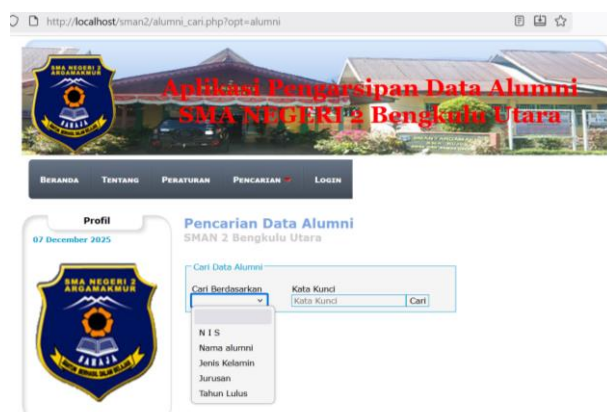 http://localhost/sman2/alumni_cari.php?opt=alumni
SMA NEGERI 2
ARGAMAKMUR
SAHAJA
Aplikasi Pengarsipan Data Alumni
SMA NEGERI 2 Bengkulu Utara
BERANDA TENTANG PERATURAN PENCARIAN LOGIN
Profil
07 December 2025
SMA NEGERI 2
ARGAMAKMUR
SAHAJA
Pencarian Data Alumni
SMAN 2 Bengkulu Utara
Cari Data Alumni
Cari Berdasarkan Kata Kunci
Kata Kunci Cari
N I S
Nama alumni
Jenis Kelamin
Jurusan
Tahun Lulus